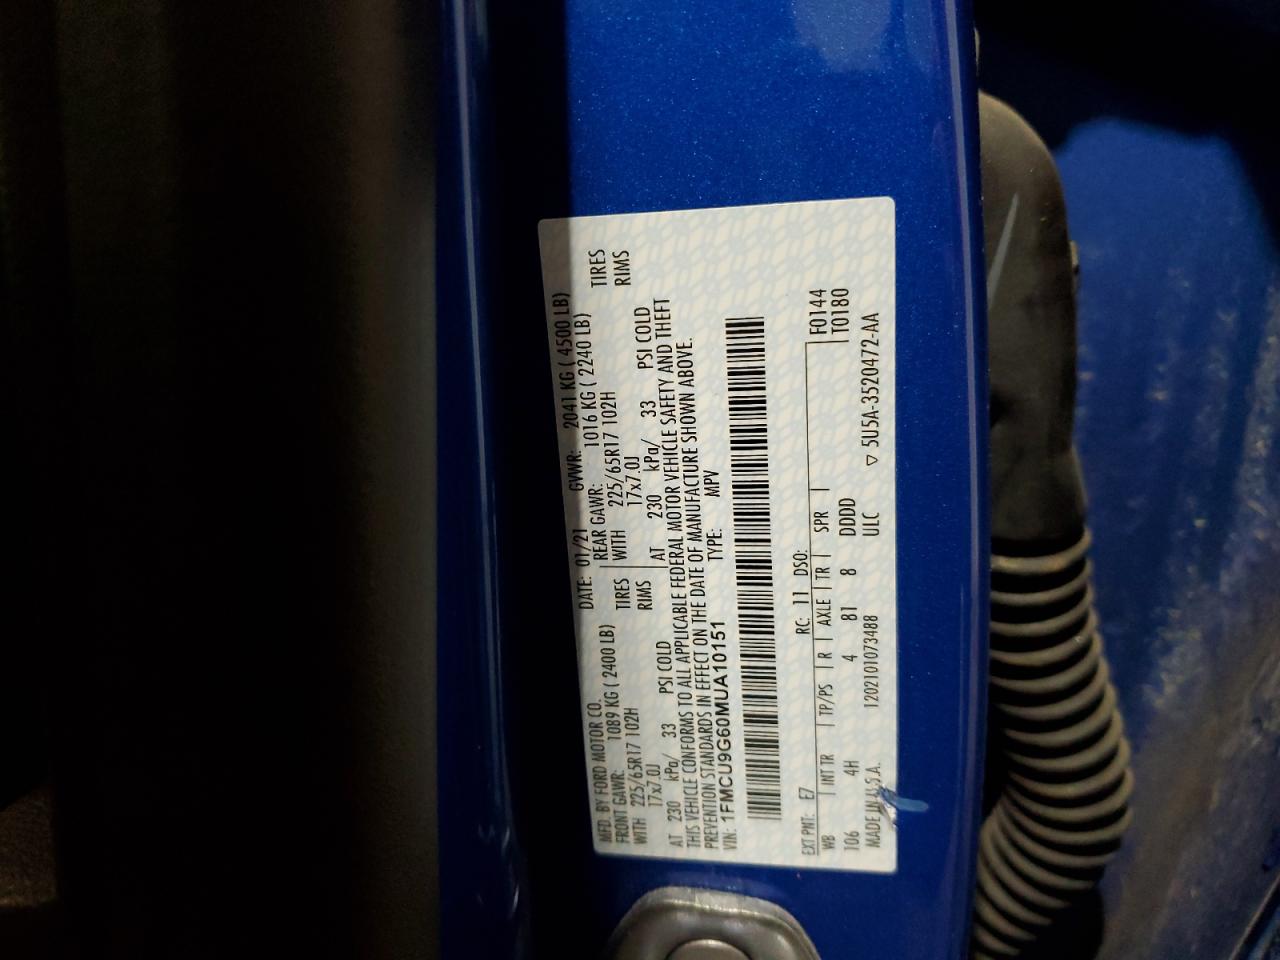 MFD. BY FORD MOTOR CO.
DATE: 01/21 GVWR: 2041 KG ( 4500 LB)
FRONT GAWR: 1089 KG ( 2400 LB) REAR GAWR: 1016 KG ( 2240 LB)
WITH 225/65R17 102H TIRES WITH 225/65R17 102H TIRES
17x7.0J RIMS 17x7.0J RIMS
AT 230 kPa/ 33 PSI COLD AT 230 kPa/ 33 PSI COLD
THIS VEHICLE CONFORMS TO ALL APPLICABLE FEDERAL MOTOR VEHICLE SAFETY AND THEFT
PREVENTION STANDARDS IN EFFECT ON THE DATE OF MANUFACTURE SHOWN ABOVE.
VIN: 1FMCU9G60MUA10151 TYPE: MPV
EXT PNT: E7 RC: 11 DSO: F0144
WB INT TR TP/PS R AXLE TR SPR T0180
106 4H 4 81 8 DDDD
MADE IN U.S.A. 1202101073488 ULC ▽ 5U5A-3520472-AA